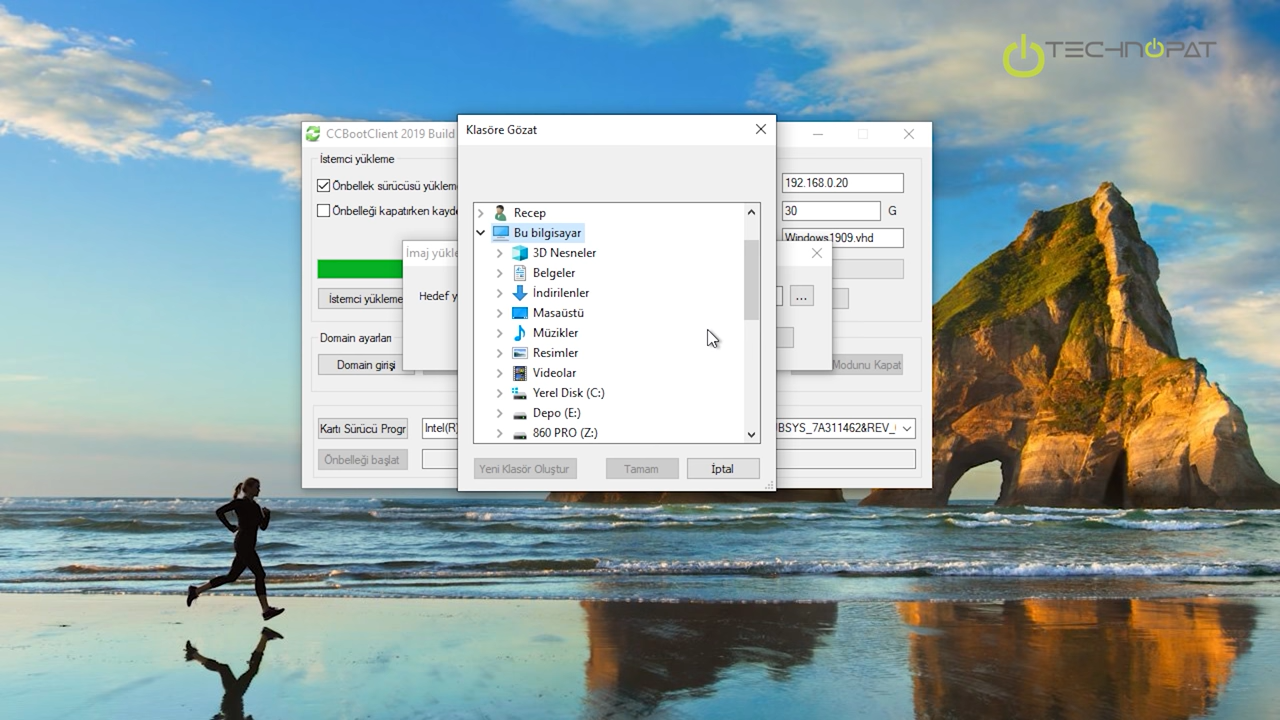 TECHNOPAT
CCBootClient 2019 Build
İstemci yükleme
Önbellek sürücüsü yüklem
192.168.0.20
Önbelleği kapatırken kayde
30
G
Windows1909.vhd
İstemci yükleme
Domain ayarları
Domain girişi
Modunu Kapat
Kartı Sürücü Progr
Intel(R)
BSYS_7A311462&REV_
Önbelleği başlat
İmaj yükle
Hedef y
...
Klasöre Gözat
Recep
Bu bilgisayar
3D Nesneler
Belgeler
İndirilenler
Masaüstü
Müzikler
Resimler
Videolar
Yerel Disk (C:)
Depo (E:)
860 PRO (Z:)
Yeni Klasör Oluştur
Tamam
İptal